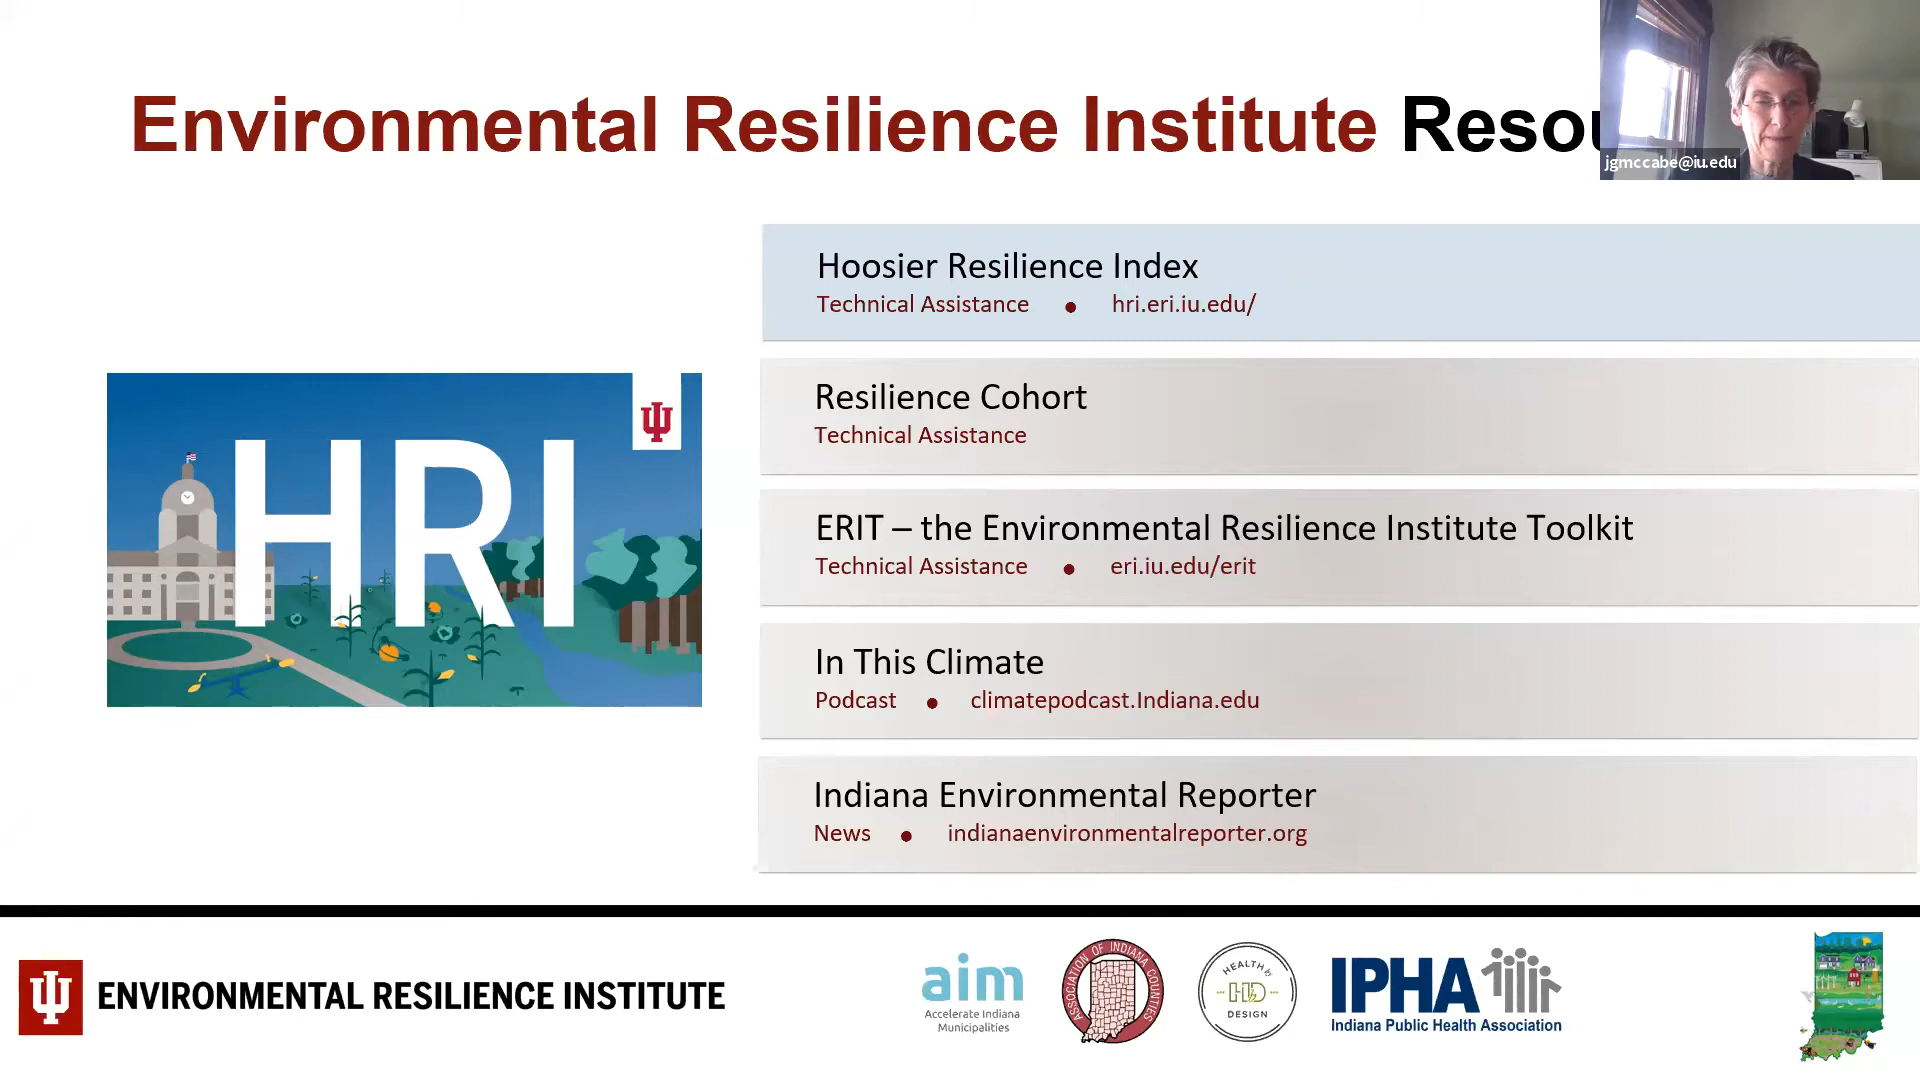 Environmental Resilience Institute Resou
jgmccabe@iu.edu
Hoosier Resilience Index
Technical Assistance • hri.eri.iu.edu/
Resilience Cohort
Technical Assistance
ERIT – the Environmental Resilience Institute Toolkit
Technical Assistance • eri.iu.edu/erit
In This Climate
Podcast • climatepodcast.Indiana.edu
Indiana Environmental Reporter
News • indianaenvironmentalreporter.org
HRI
ENVIRONMENTAL RESILIENCE INSTITUTE
aim
Accelerate Indiana
Municipalities
ASSOCIATION OF INDIANA COUNTIES
HEALTH by
HD
DESIGN
IPHA
Indiana Public Health Association